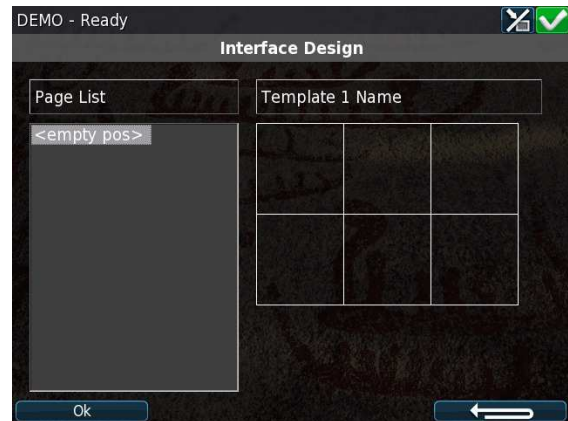 DEMO - Ready
Interface Design
Page List
Template 1 Name
<empty pos>
Ok